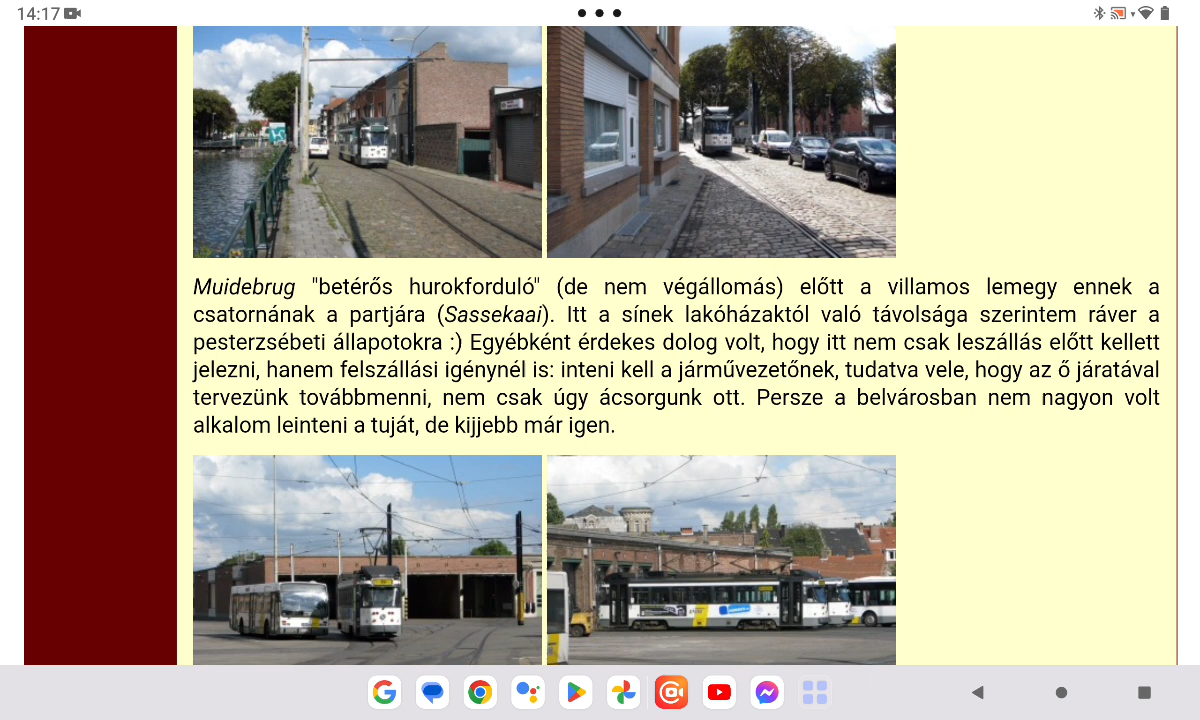 14:17
Muidebrug "betérős hurokforduló" (de nem végállomás) előtt a villamos lemegy ennek a
csatornának a partjára (Sassekaai). Itt a sínek lakóházaktól való távolsága szerintem ráver a
pesterzsébeti állapotokra :) Egyébként érdekes dolog volt, hogy itt nem csak leszállás előtt kellett
jelezni, hanem felszállási igénynél is: inteni kell a járművezetőnek, tudatva vele, hogy az ő járatával
tervezünk továbbmenni, nem csak úgy ácsorgunk ott. Persze a belvárosban nem nagyon volt
alkalom leinteni a tuját, de kijjebb már igen.